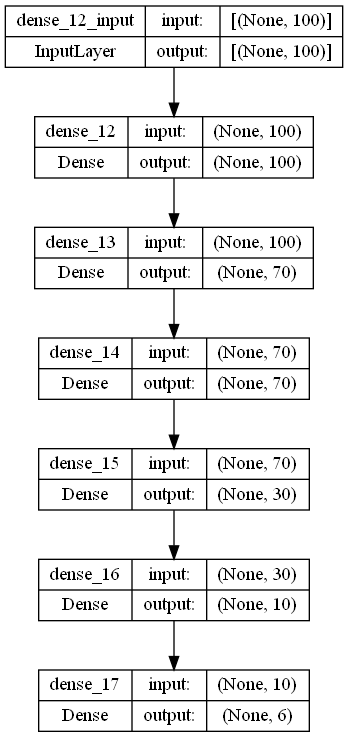 dense_12_input input: [(None, 100)]
InputLayer output: [(None, 100)]
dense_12 input: (None, 100)
Dense output: (None, 100)
dense_13 input: (None, 100)
Dense output: (None, 70)
dense_14 input: (None, 70)
Dense output: (None, 70)
dense_15 input: (None, 70)
Dense output: (None, 30)
dense_16 input: (None, 30)
Dense output: (None, 10)
dense_17 input: (None, 10)
Dense output: (None, 6)